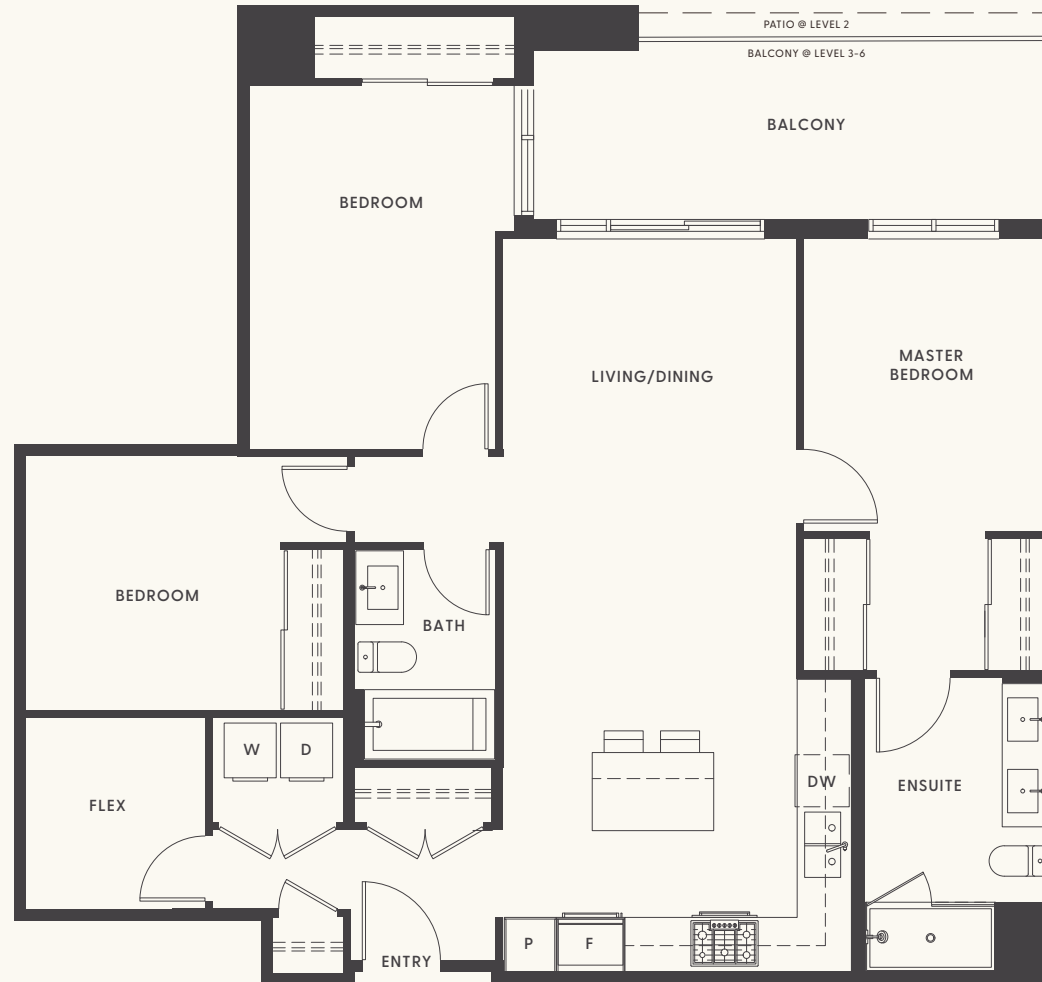 PATIO @ LEVEL 2
BALCONY @ LEVEL 3-6
BALCONY
BEDROOM
LIVING/DINING
MASTER
BEDROOM
BEDROOM
BATH
W
D
FLEX
DW
ENSUITE
P
F
ENTRY